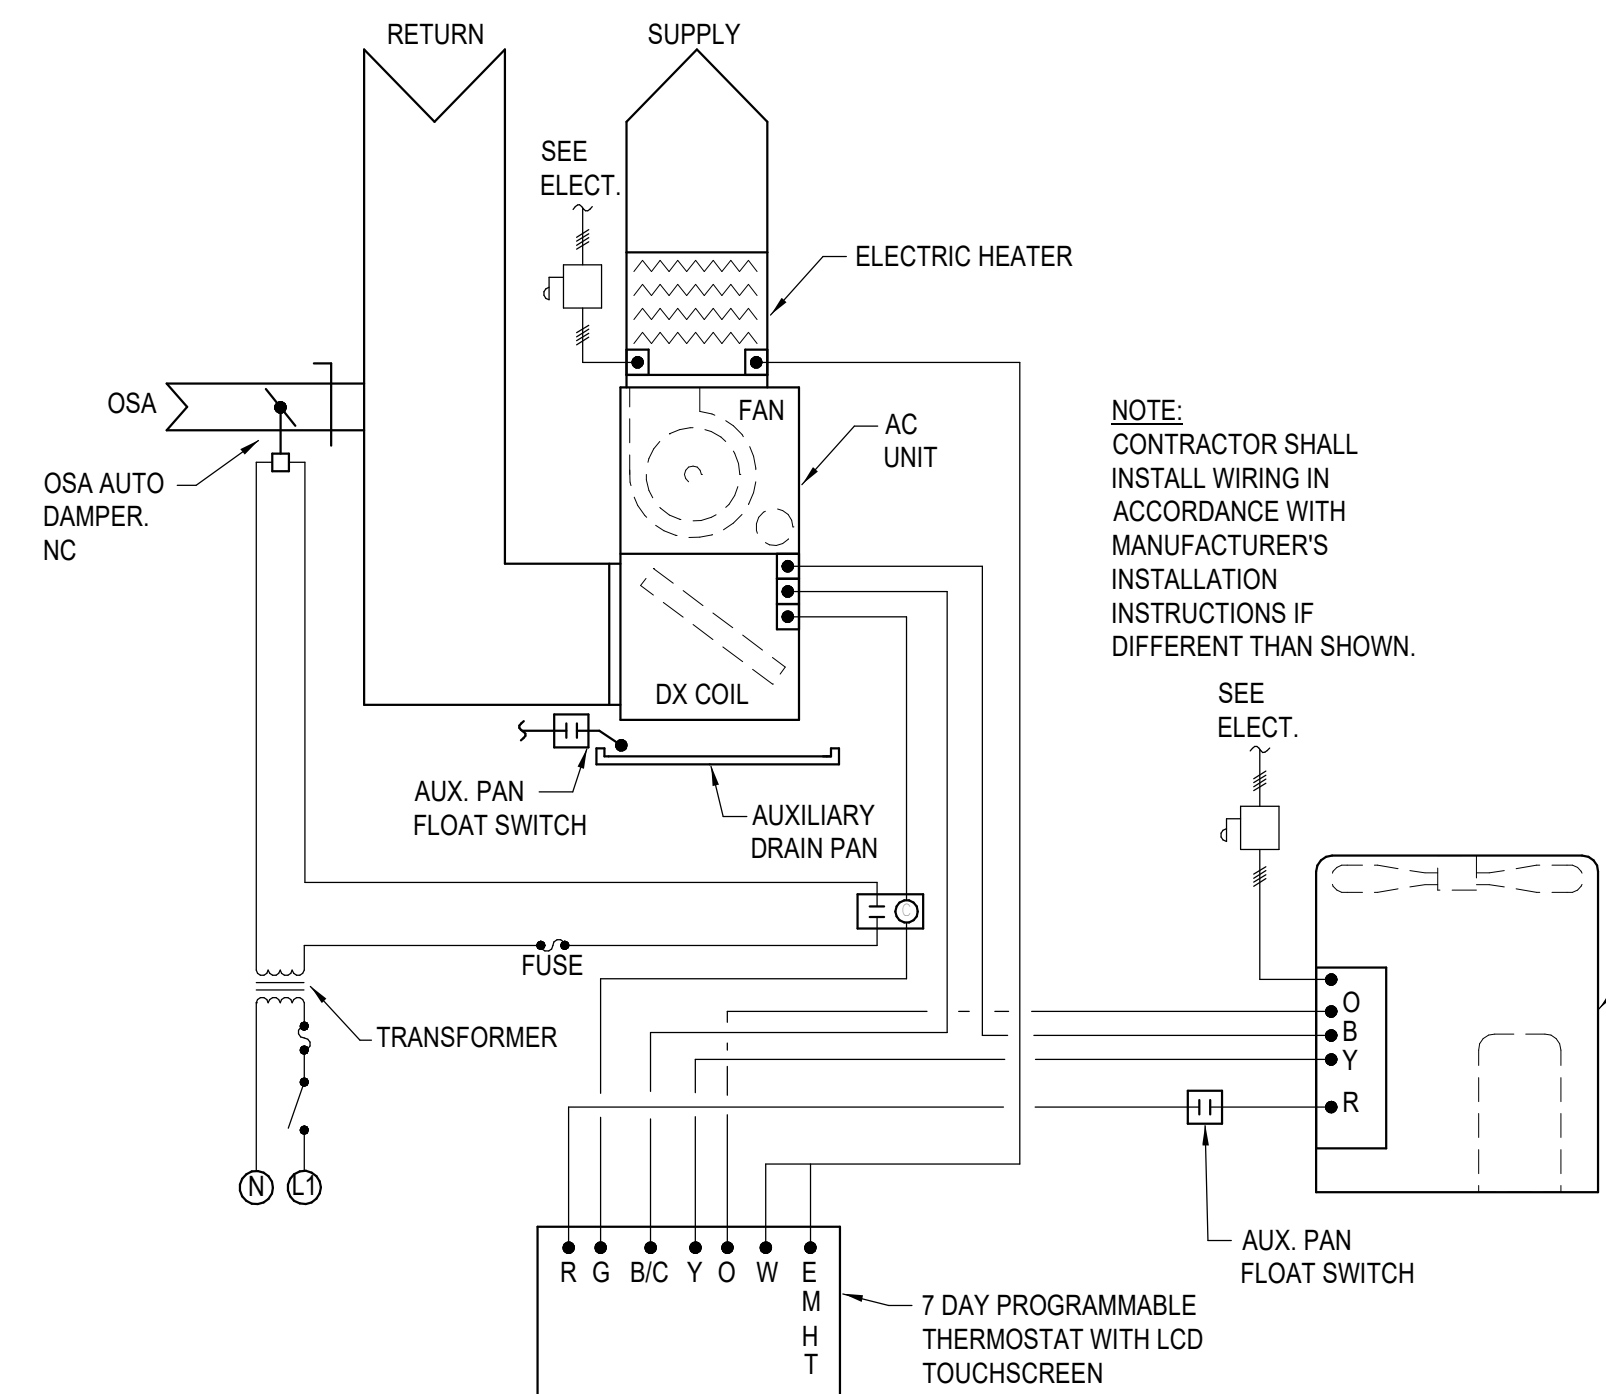 RETURN
SUPPLY
SEE
ELECT.
ELECTRIC HEATER
OSA
FAN
AC
UNIT
NOTE:
CONTRACTOR SHALL
INSTALL WIRING IN
ACCORDANCE WITH
MANUFACTURER'S
INSTALLATION
INSTRUCTIONS IF
DIFFERENT THAN SHOWN.
OSA AUTO
DAMPER.
NC
DX COIL
SEE
ELECT.
AUX. PAN
FLOAT SWITCH
AUXILIARY
DRAIN PAN
C
FUSE
TRANSFORMER
O
B
Y
R
N
L1
AUX. PAN
FLOAT SWITCH
R G B/C Y O W E
M
H
T
7 DAY PROGRAMMABLE
THERMOSTAT WITH LCD
TOUCHSCREEN